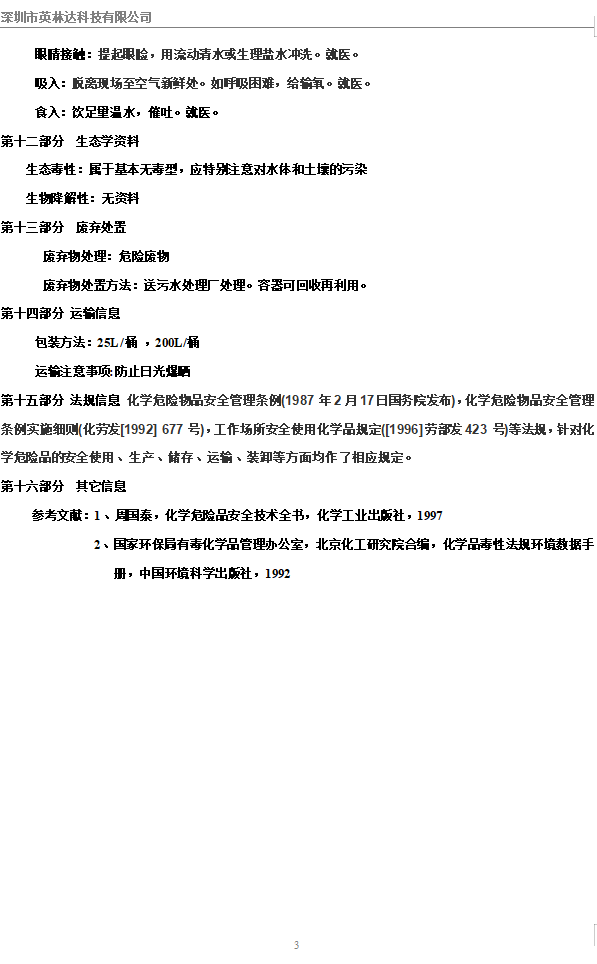 深圳市英林达科技有限公司
眼睛接触：提起眼睑，用流动清水或生理盐水冲洗。就医。
吸入：脱离现场至空气新鲜处。如呼吸困难，给输氧。就医。
食入：饮足量温水，催吐。就医。
第十二部分 生态学资料
生态毒性：属于基本无毒型，应特别注意对水体和土壤的污染
生物降解性：无资料
第十三部分 废弃处置
废弃物处理：危险废物
废弃物处置方法：送污水处理厂处理。容器可回收再利用。
第十四部分 运输信息
包装方法：25L/桶 ，200L/桶
运输注意事项:防止日光爆晒
第十五部分 法规信息 化学危险物品安全管理条例(1987 年 2 月 17日国务院发布)，化学危险物品安全管理
条例实施细则(化劳发[1992] 677 号)，工作场所安全使用化学品规定([1996]劳部发 423 号)等法规，针对化
学危险品的安全使用、生产、储存、运输、装卸等方面均作了相应规定。
第十六部分 其它信息
参考文献：1、周国泰，化学危险品安全技术全书，化学工业出版社，1997
2、国家环保局有毒化学品管理办公室，北京化工研究院合编，化学品毒性法规环境数据手
册，中国环境科学出版社，1992
3